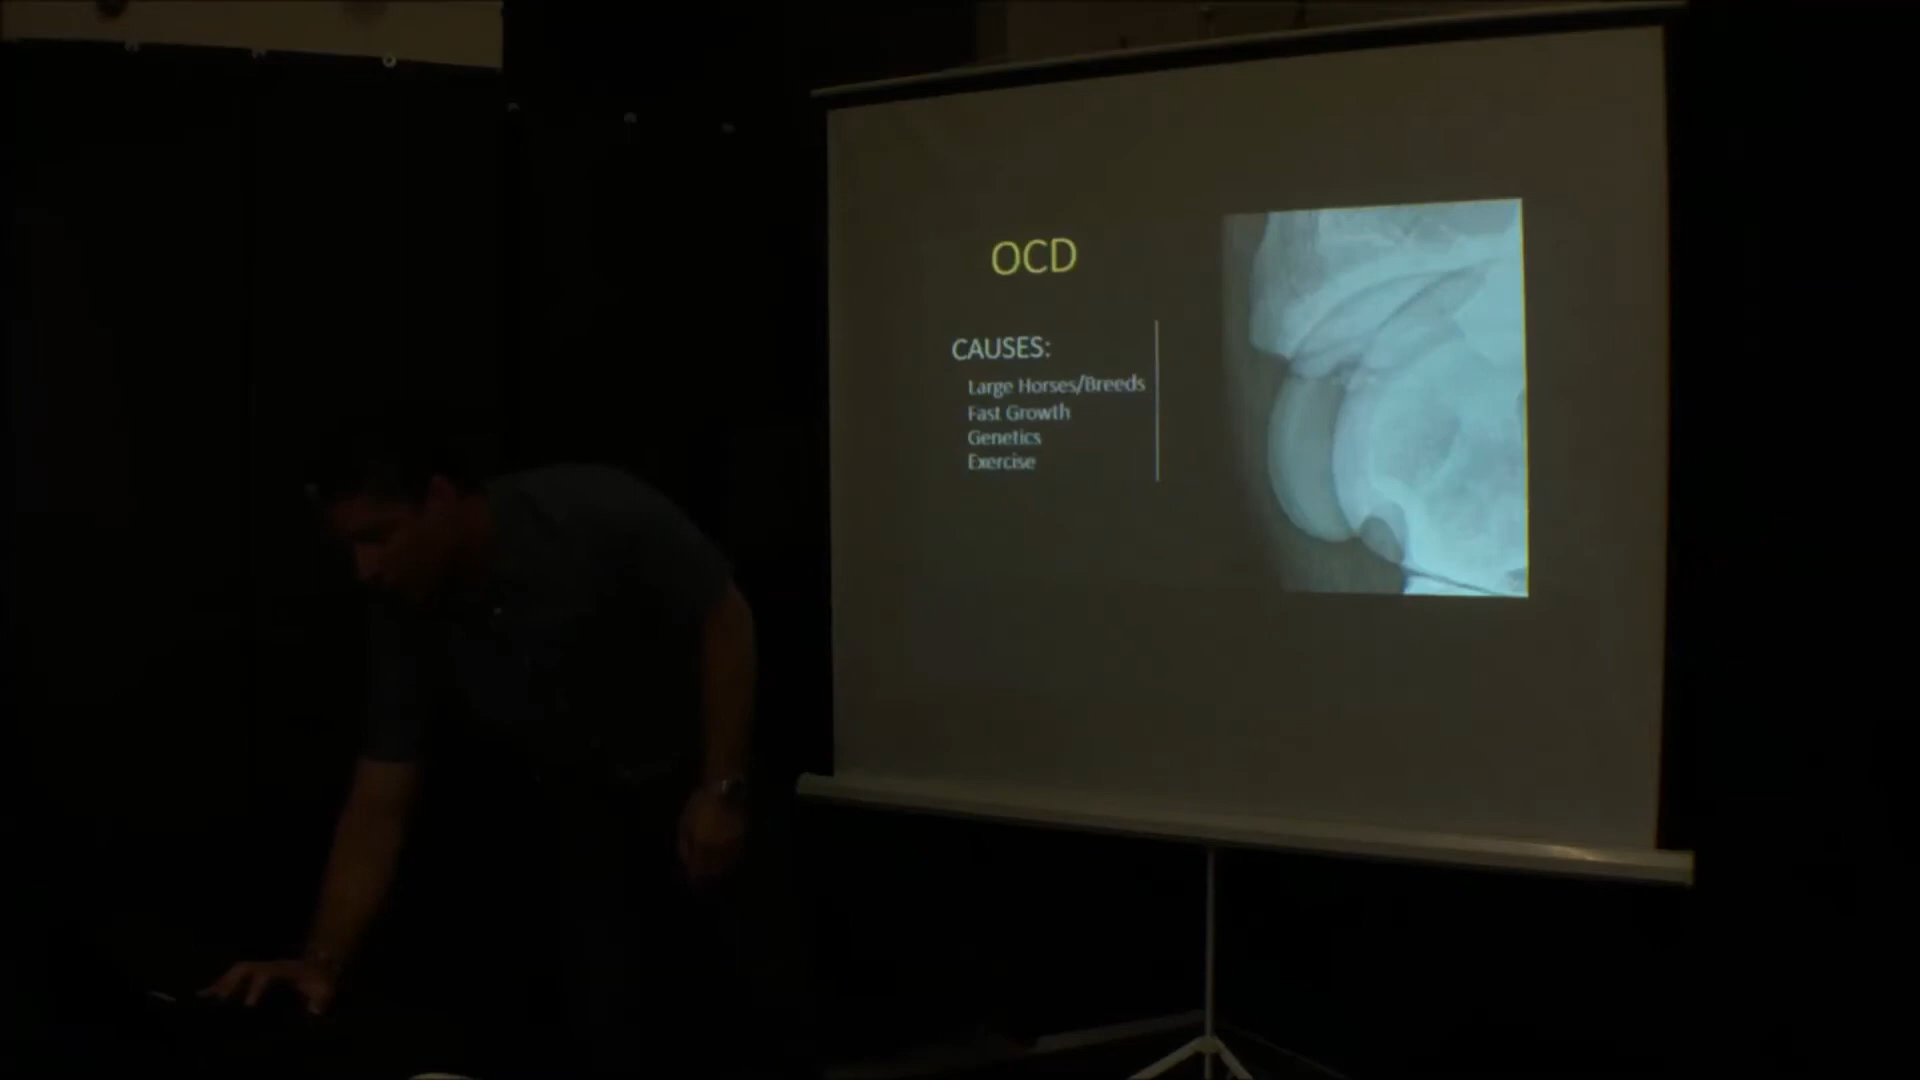 OCD
CAUSES:
Large Horses/Breeds
Fast Growth
Genetics
Exercise